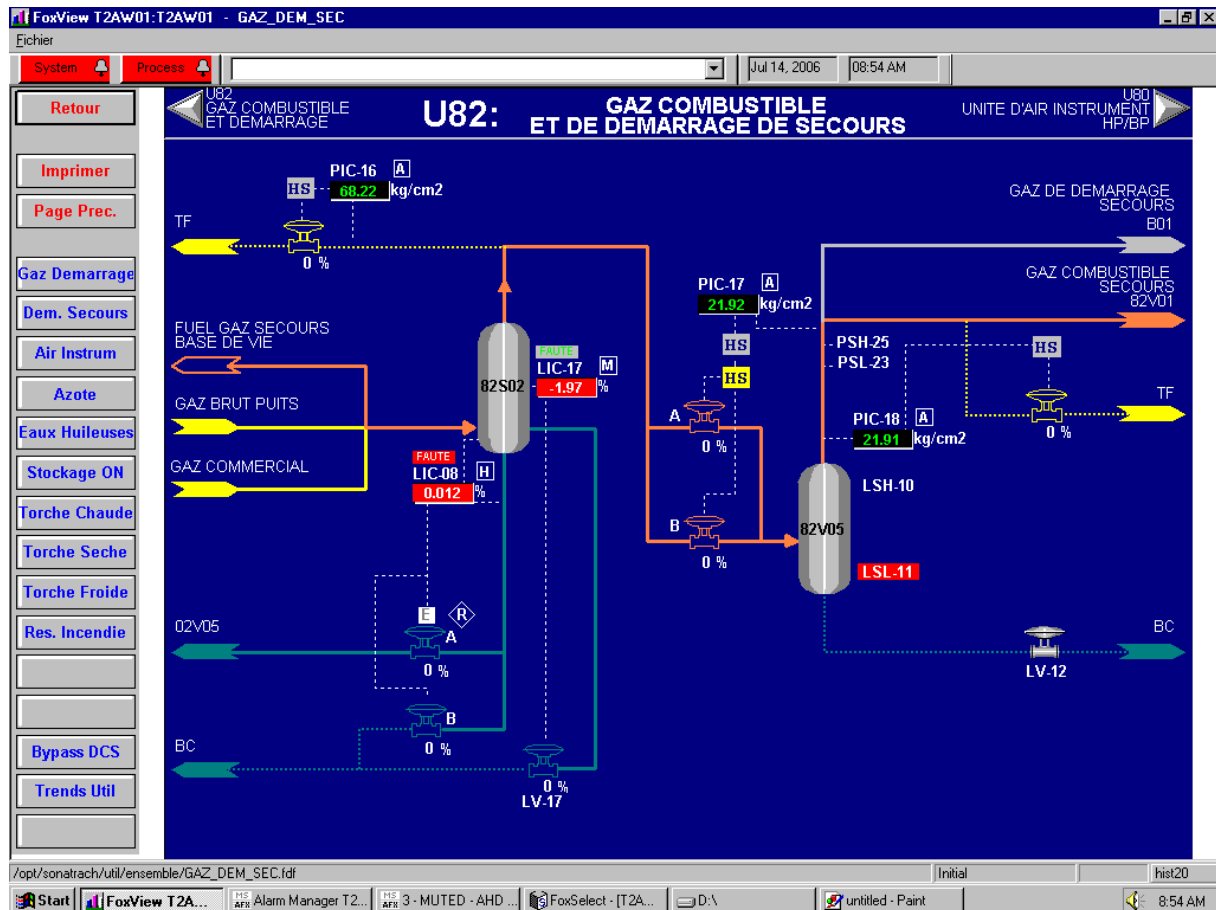 FoxView T2AW01:T2AW01 - GAZ_DEM_SEC
Fichier
System
Process
Jul 14, 2006
08:54 AM
Retour
Imprimer
Page Prec.
Gaz Demarrage
Dem. Secours
Air Instrum
Azote
Eaux Huileuses
Stockage ON
Torche Chaude
Torche Seche
Torche Froide
Res. Incendie
Bypass DCS
Trends Util
U82
GAZ COMBUSTIBLE
ET DEMARRAGE
U82:
GAZ COMBUSTIBLE
ET DE DEMARRAGE DE SECOURS
U80
UNITE D'AIR INSTRUMENT
HP/BP
PIC-16 A
HS 68.22 kg/cm2
TF
0 %
GAZ DE DEMARRAGE
SECOURS
B01
PIC-17 A
21.92 kg/cm2
GAZ COMBUSTIBLE
SECOURS
82V01
FUEL GAZ SECOURS
BASE DE VIE
FAUTE
LIC-17 M
82S02 -1.97 %
HS
HS
PSH-25
PSL-23
HS
GAZ BRUT PUITS
A
0 %
PIC-18 A
21.91 kg/cm2
TF
0 %
GAZ COMMERCIAL
FAUTE
LIC-08 H
0.012 %
LSH-10
B
0 %
82V05
LSL-11
02V05
E R
A
0 %
BC
LV-12
B
0 %
BC
0 %
LV-17
/opt/sonatrach/util/ensemble/GAZ_DEM_SEC.fdf
Initial
hist20
Start
FoxView T2A...
MS AFX Alarm Manager T2...
MS AFX 3 - MUTED - AHD ...
FoxSelect - [T2A...
D:\
untitled - Paint
8:54 AM